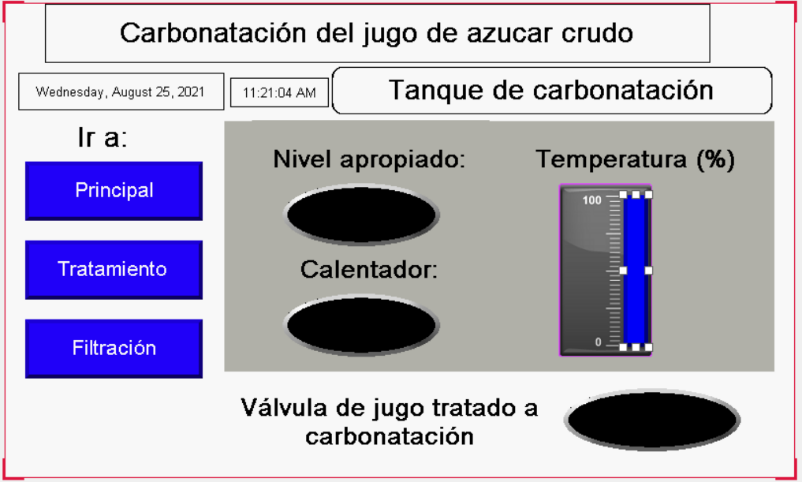 Carbonatación del jugo de azucar crudo
Wednesday, August 25, 2021
11:21:04 AM
Tanque de carbonatación
Ir a:
Principal
Tratamiento
Filtración
Nivel apropiado:
Temperatura (%)
100
0
Calentador:
Válvula de jugo tratado a
carbonatación